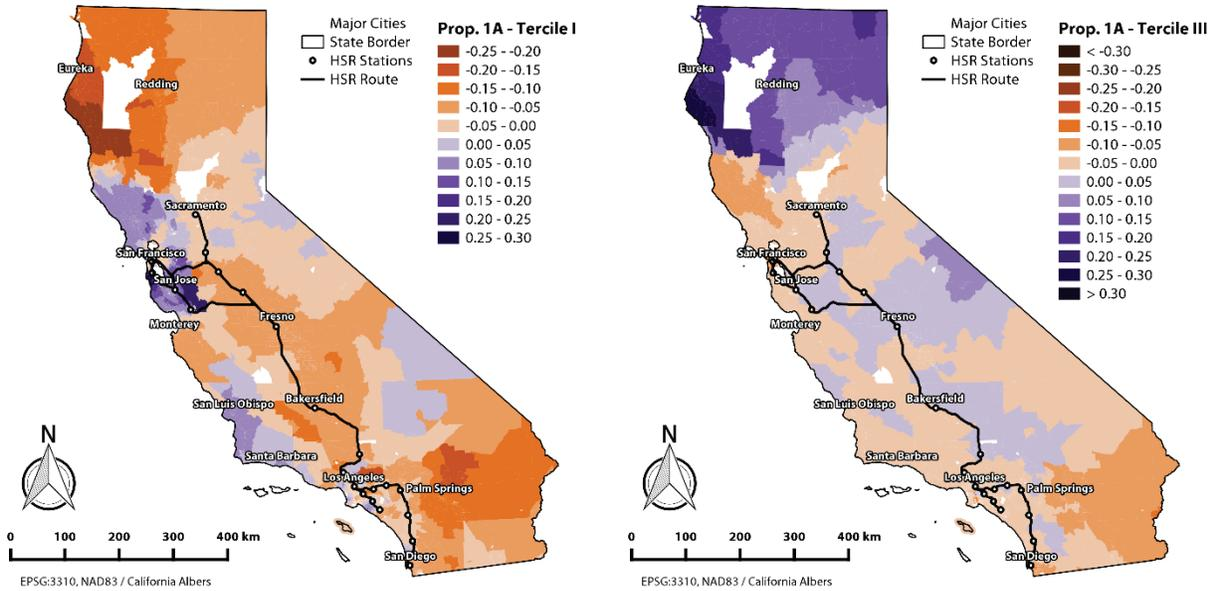 Major Cities
State Border
HSR Stations
HSR Route
Prop. 1A - Tercile I
-0.25 - -0.20
-0.20 - -0.15
-0.15 - -0.10
-0.10 - -0.05
-0.05 - 0.00
0.00 - 0.05
0.05 - 0.10
0.10 - 0.15
0.15 - 0.20
0.20 - 0.25
0.25 - 0.30
Eureka
Redding
Sacramento
San Francisco
San Jose
Monterey
Fresno
San Luis Obispo
Bakersfield
Santa Barbara
Los Angeles
Palm Springs
San Diego
N
0 100 200 300 400 km
EPSG:3310, NAD83 / California Albers
Major Cities
State Border
HSR Stations
HSR Route
Prop. 1A - Tercile III
< -0.30
-0.30 - -0.25
-0.25 - -0.20
-0.20 - -0.15
-0.15 - -0.10
-0.10 - -0.05
-0.05 - 0.00
0.00 - 0.05
0.05 - 0.10
0.10 - 0.15
0.15 - 0.20
0.20 - 0.25
0.25 - 0.30
> 0.30
Eureka
Redding
Sacramento
San Francisco
San Jose
Monterey
Fresno
San Luis Obispo
Bakersfield
Santa Barbara
Los Angeles
Palm Springs
San Diego
N
0 100 200 300 400 km
EPSG:3310, NAD83 / California Albers